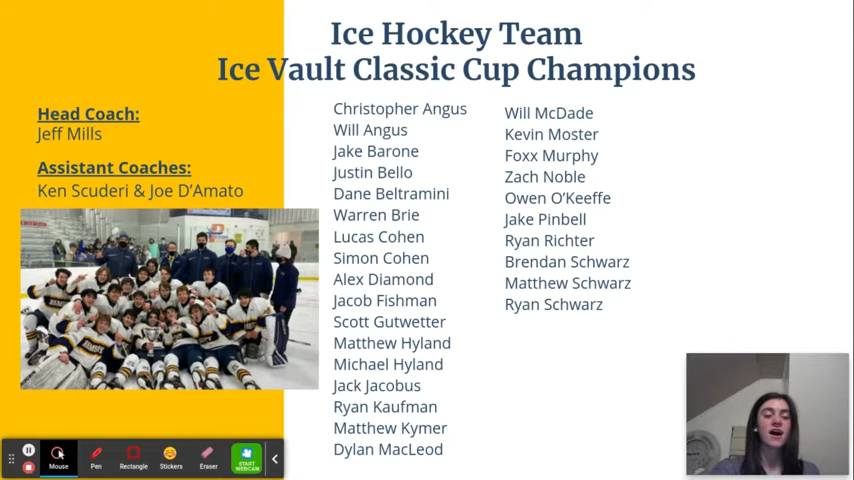 Ice Hockey Team
Ice Vault Classic Cup Champions
Head Coach:
Jeff Mills
Assistant Coaches:
Ken Scuderi & Joe D'Amato
Christopher Angus
Will Angus
Jake Barone
Justin Bello
Dane Beltramini
Warren Brie
Lucas Cohen
Simon Cohen
Alex Diamond
Jacob Fishman
Scott Gutwetter
Matthew Hyland
Michael Hyland
Jack Jacobus
Ryan Kaufman
Matthew Kymer
Dylan MacLeod
Will McDade
Kevin Moster
Foxx Murphy
Zach Noble
Owen O'Keeffe
Jake Pinbell
Ryan Richter
Brendan Schwarz
Matthew Schwarz
Ryan Schwarz
Mouse
Pen
Rectangle
Stickers
Eraser
START
WEBCAM